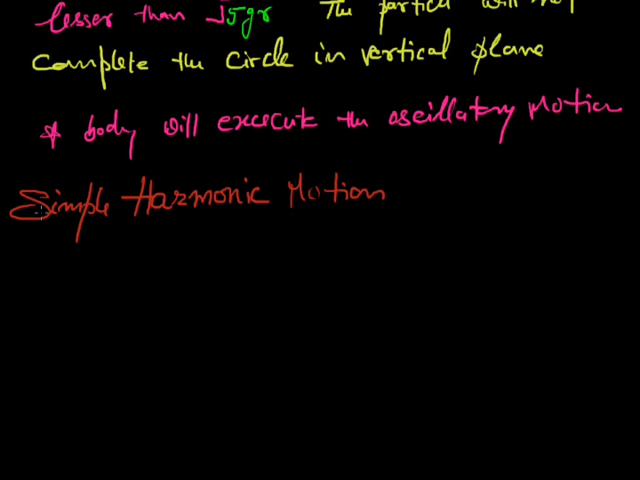 lesser than √5gr The particle will not
Complete the circle in vertical plane
* body will execute the oscillatory Motion
Simple Harmonic Motion